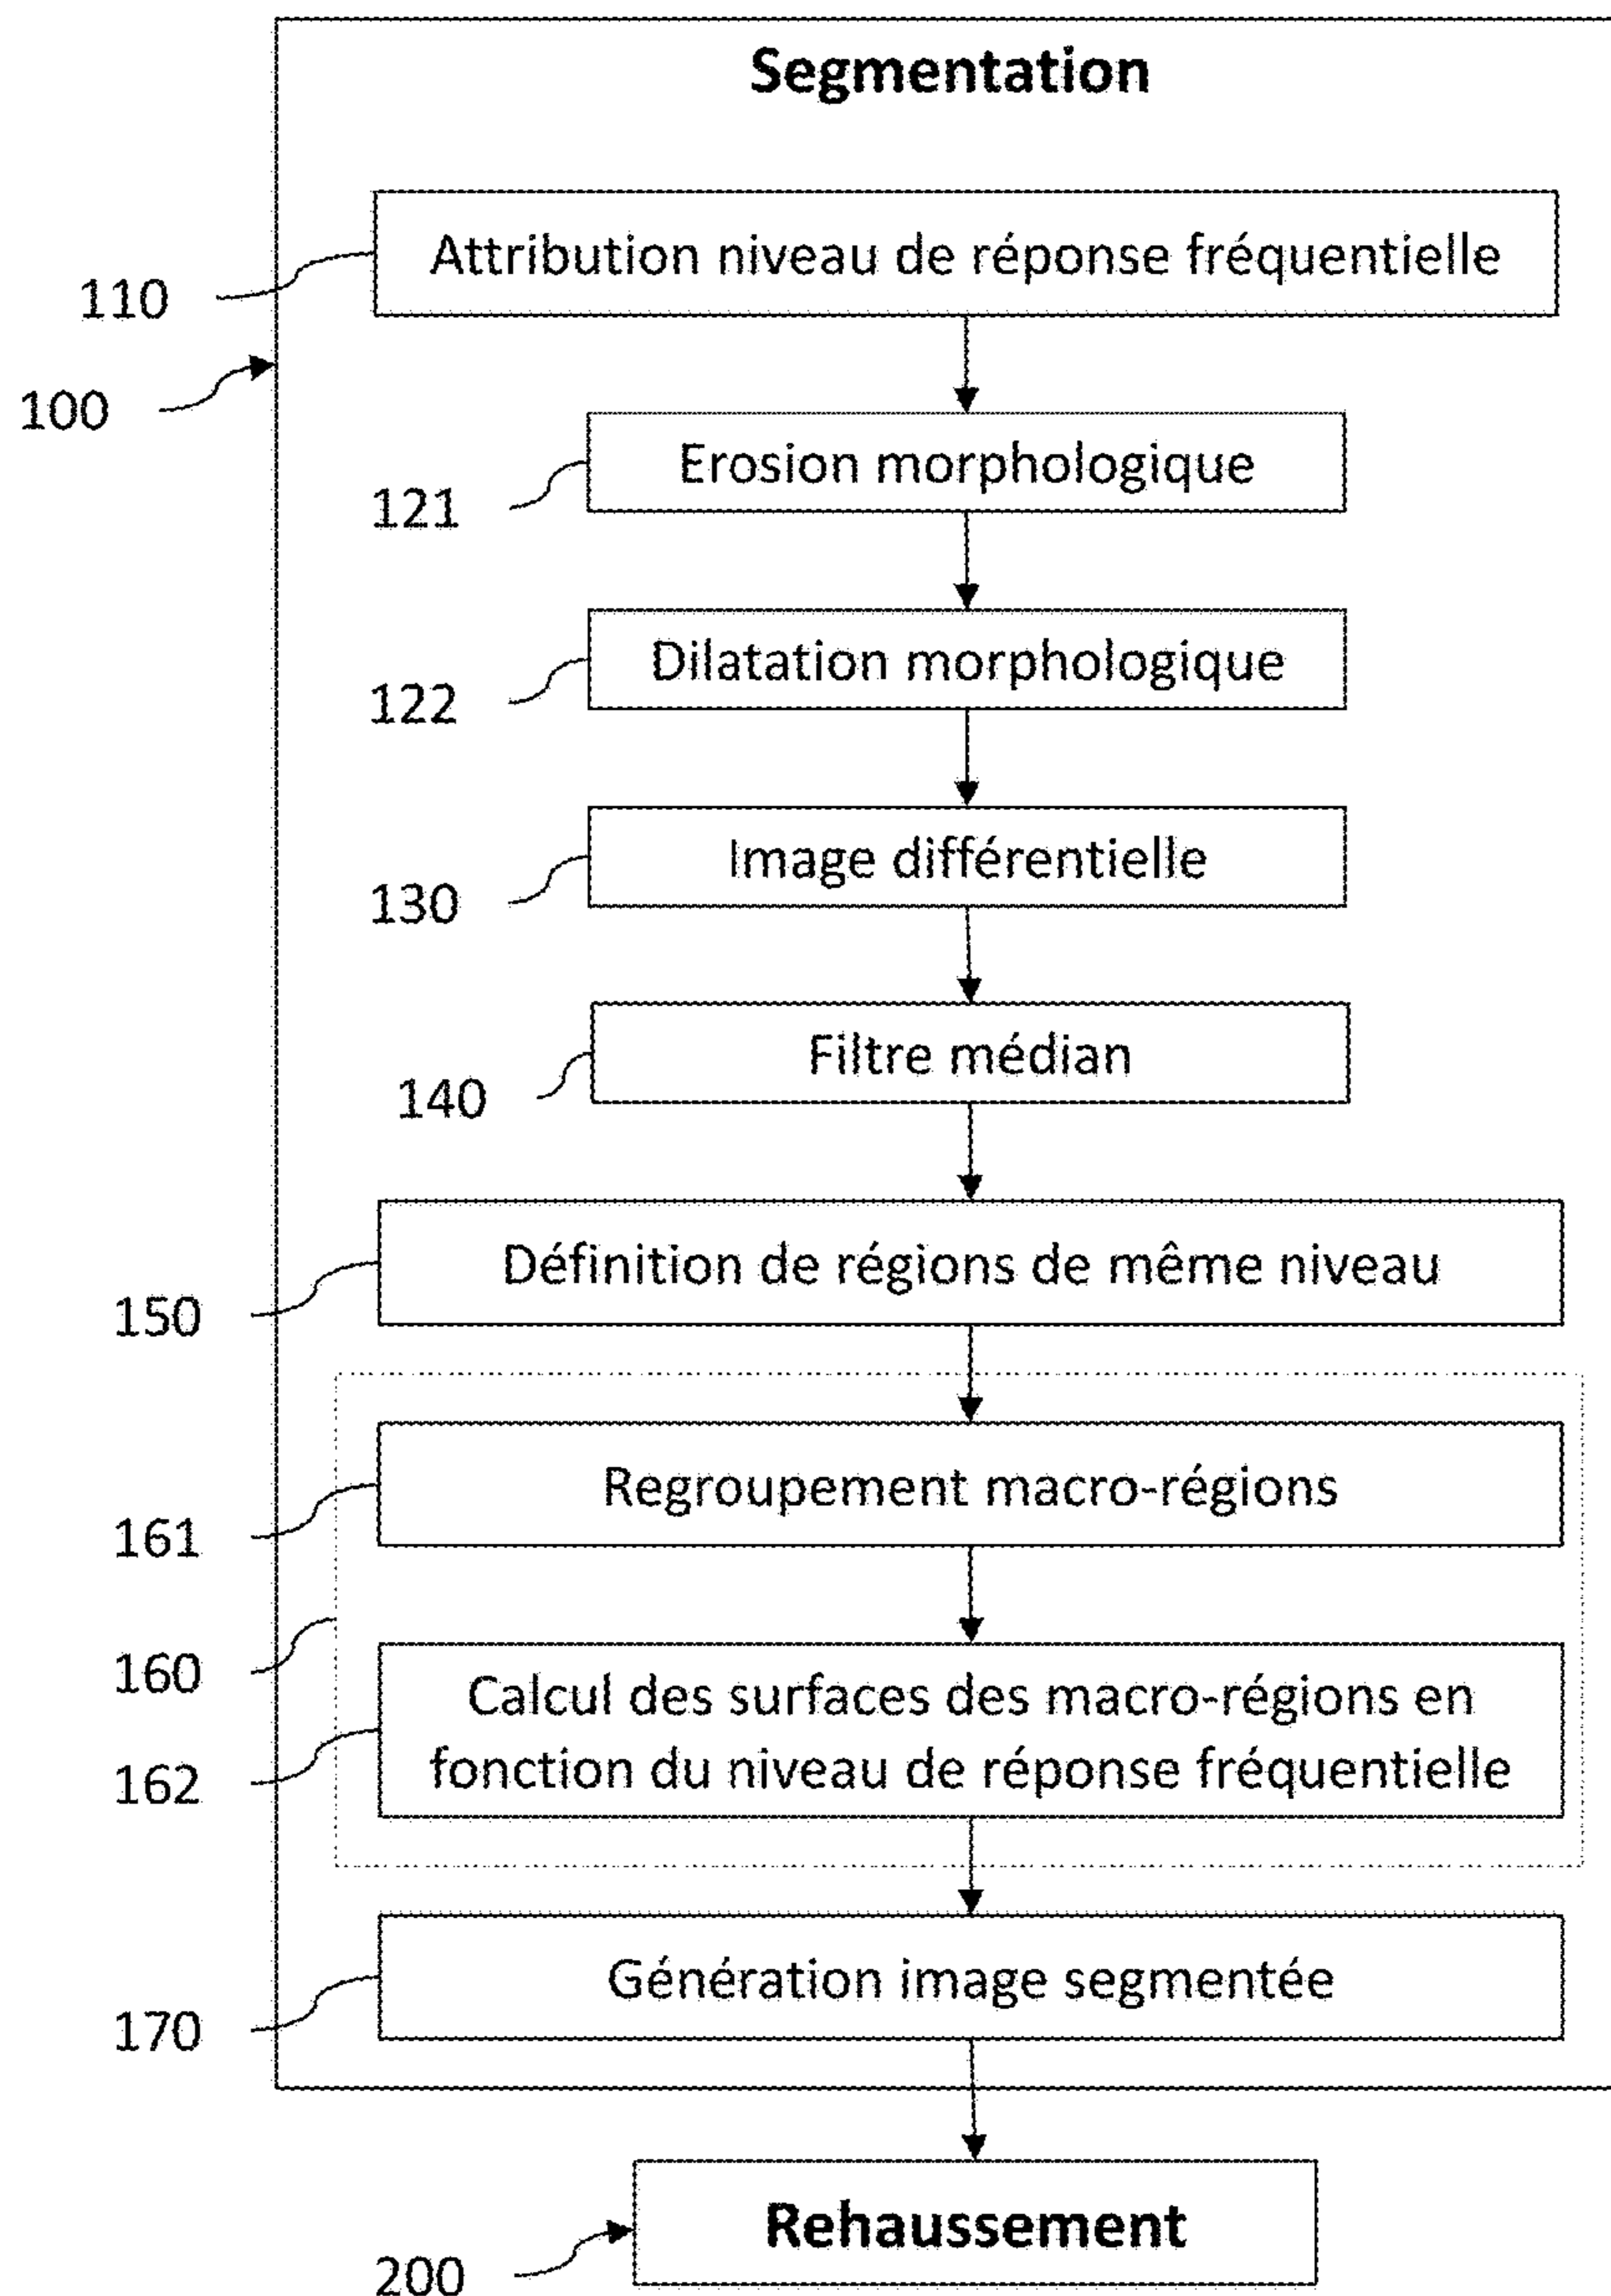 Segmentation
Attribution niveau de réponse fréquentielle
110
100
Erosion morphologique
121
Dilatation morphologique
122
Image différentielle
130
Filtre médian
140
Définition de régions de même niveau
150
Regroupement macro-régions
161
160
Calcul des surfaces des macro-régions en
fonction du niveau de réponse fréquentielle
162
Génération image segmentée
170
Rehaussement
200